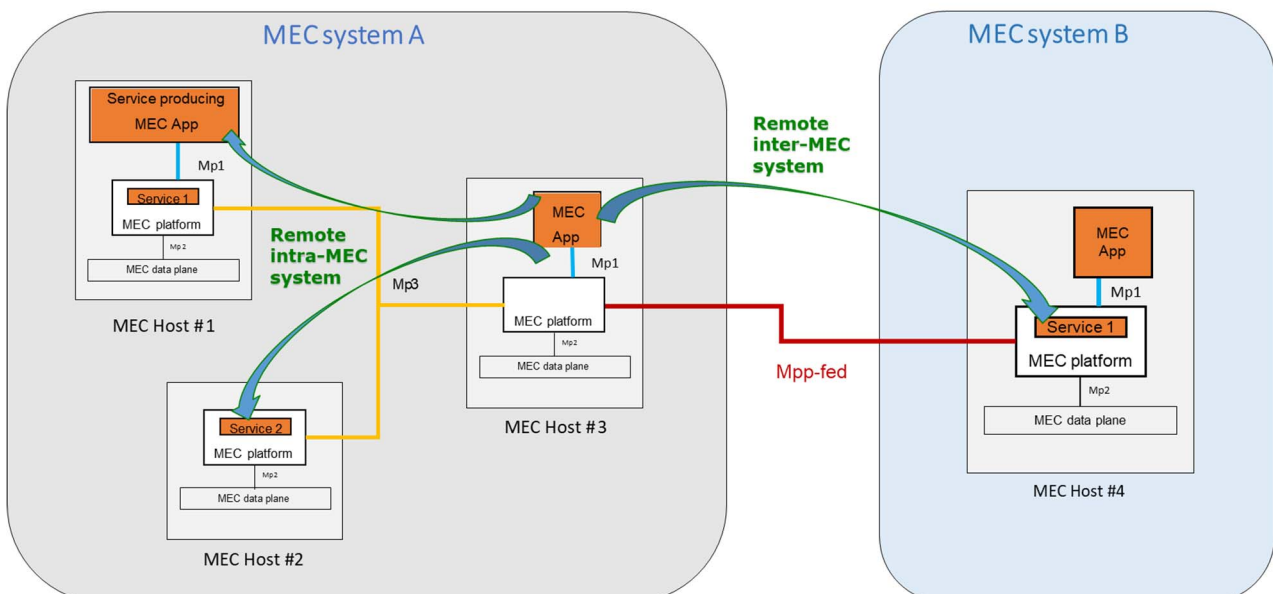 MEC system A
MEC system B
Service producing
MEC App
Mp1
Service 1
MEC platform
Mp2
MEC data plane
MEC Host #1
Remote
intra-MEC
system
Mp3
Service 2
MEC platform
Mp2
MEC data plane
MEC Host #2
MEC
App
Mp1
MEC platform
Mp2
MEC data plane
MEC Host #3
Remote
inter-MEC
system
Mpp-fed
MEC
App
Mp1
Service 1
MEC platform
Mp2
MEC data plane
MEC Host #4